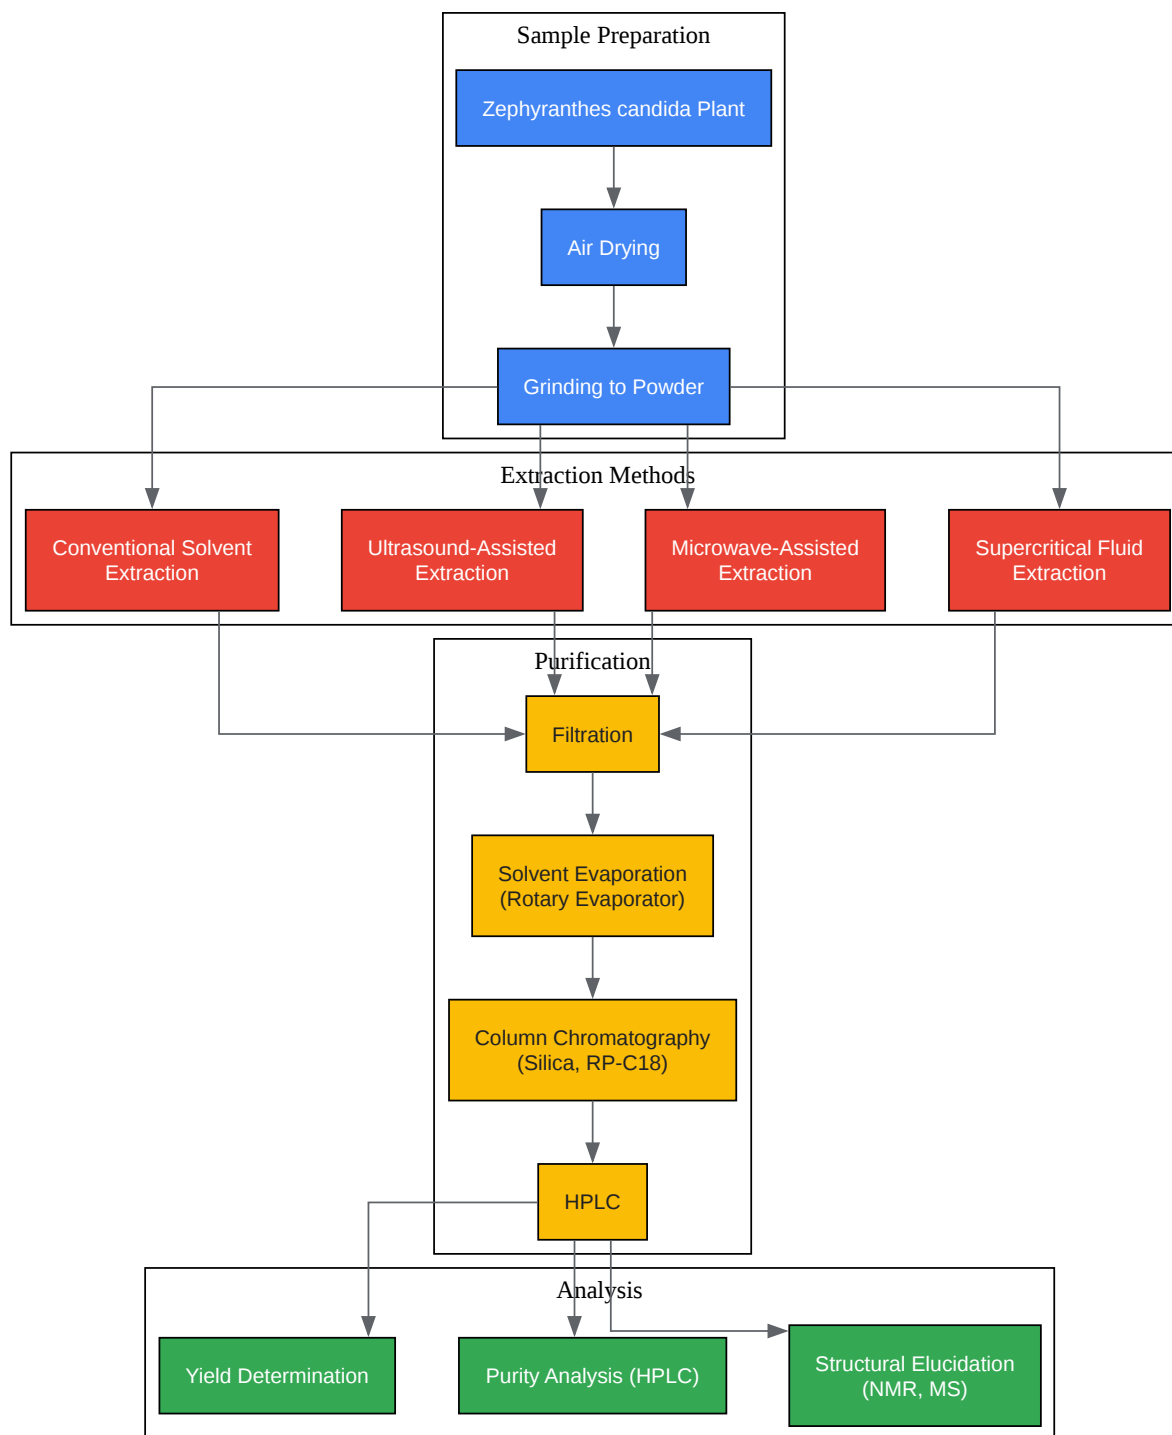 Sample Preparation
Zephyranthes candida Plant
Air Drying
Grinding to Powder
Extraction Methods
Conventional Solvent
Extraction
Ultrasound-Assisted
Extraction
Microwave-Assisted
Extraction
Supercritical Fluid
Extraction
Purification
Filtration
Solvent Evaporation
(Rotary Evaporator)
Column Chromatography
(Silica, RP-C18)
HPLC
Analysis
Yield Determination
Purity Analysis (HPLC)
Structural Elucidation
(NMR, MS)